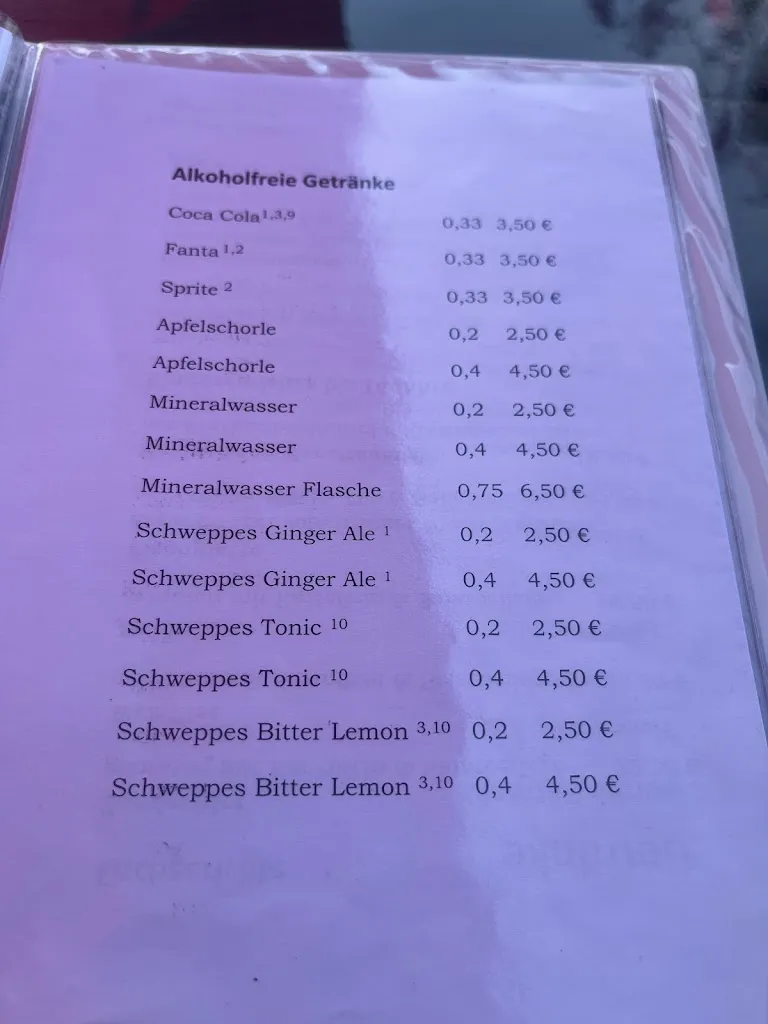 Alkoholfreie Getränke
Coca Cola 1,3,9 0,33 3,50 €
Fanta 1,2 0,33 3,50 €
Sprite 2 0,33 3,50 €
Apfelschorle 0,2 2,50 €
Apfelschorle 0,4 4,50 €
Mineralwasser 0,2 2,50 €
Mineralwasser 0,4 4,50 €
Mineralwasser Flasche 0,75 6,50 €
Schweppes Ginger Ale 1 0,2 2,50 €
Schweppes Ginger Ale 1 0,4 4,50 €
Schweppes Tonic 10 0,2 2,50 €
Schweppes Tonic 10 0,4 4,50 €
Schweppes Bitter Lemon 3,10 0,2 2,50 €
Schweppes Bitter Lemon 3,10 0,4 4,50 €